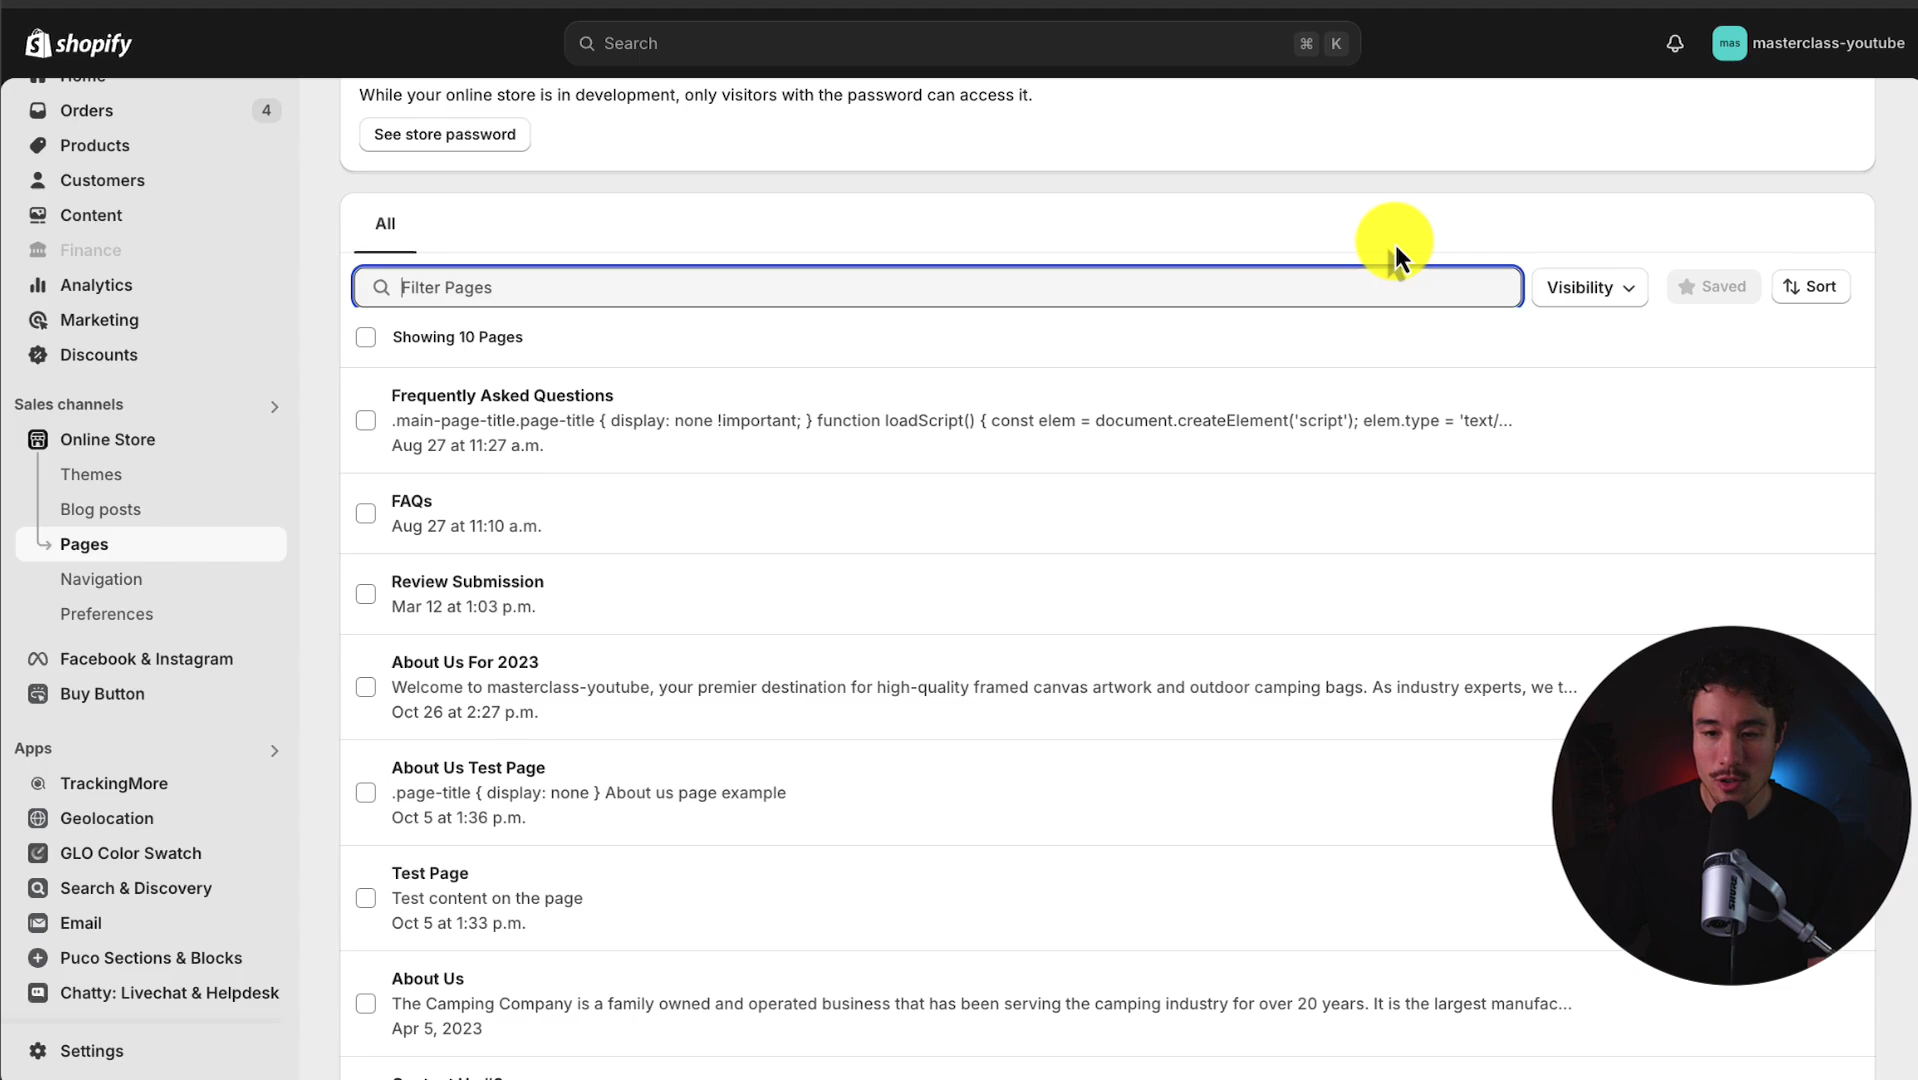 shopify
Search
⌘ K
mas
masterclass-youtube
Home
Orders
4
Products
Customers
Content
Finance
Analytics
Marketing
Discounts
Sales channels
Online Store
Themes
Blog posts
Pages
Navigation
Preferences
Facebook & Instagram
Buy Button
Apps
TrackingMore
Geolocation
GLO Color Swatch
Search & Discovery
Email
Puco Sections & Blocks
Chatty: Livechat & Helpdesk
Settings
While your online store is in development, only visitors with the password can access it.
See store password
All
Filter Pages
Visibility
Saved
Sort
Showing 10 Pages
Frequently Asked Questions
.main-page-title.page-title { display: none !important; } function loadScript() { const elem = document.createElement('script'); elem.type = 'text/...
Aug 27 at 11:27 a.m.
FAQs
Aug 27 at 11:10 a.m.
Review Submission
Mar 12 at 1:03 p.m.
About Us For 2023
Welcome to masterclass-youtube, your premier destination for high-quality framed canvas artwork and outdoor camping bags. As industry experts, we t...
Oct 26 at 2:27 p.m.
About Us Test Page
.page-title { display: none } About us page example
Oct 5 at 1:36 p.m.
Test Page
Test content on the page
Oct 5 at 1:33 p.m.
About Us
The Camping Company is a family owned and operated business that has been serving the camping industry for over 20 years. It is the largest manufac...
Apr 5, 2023
SHURE